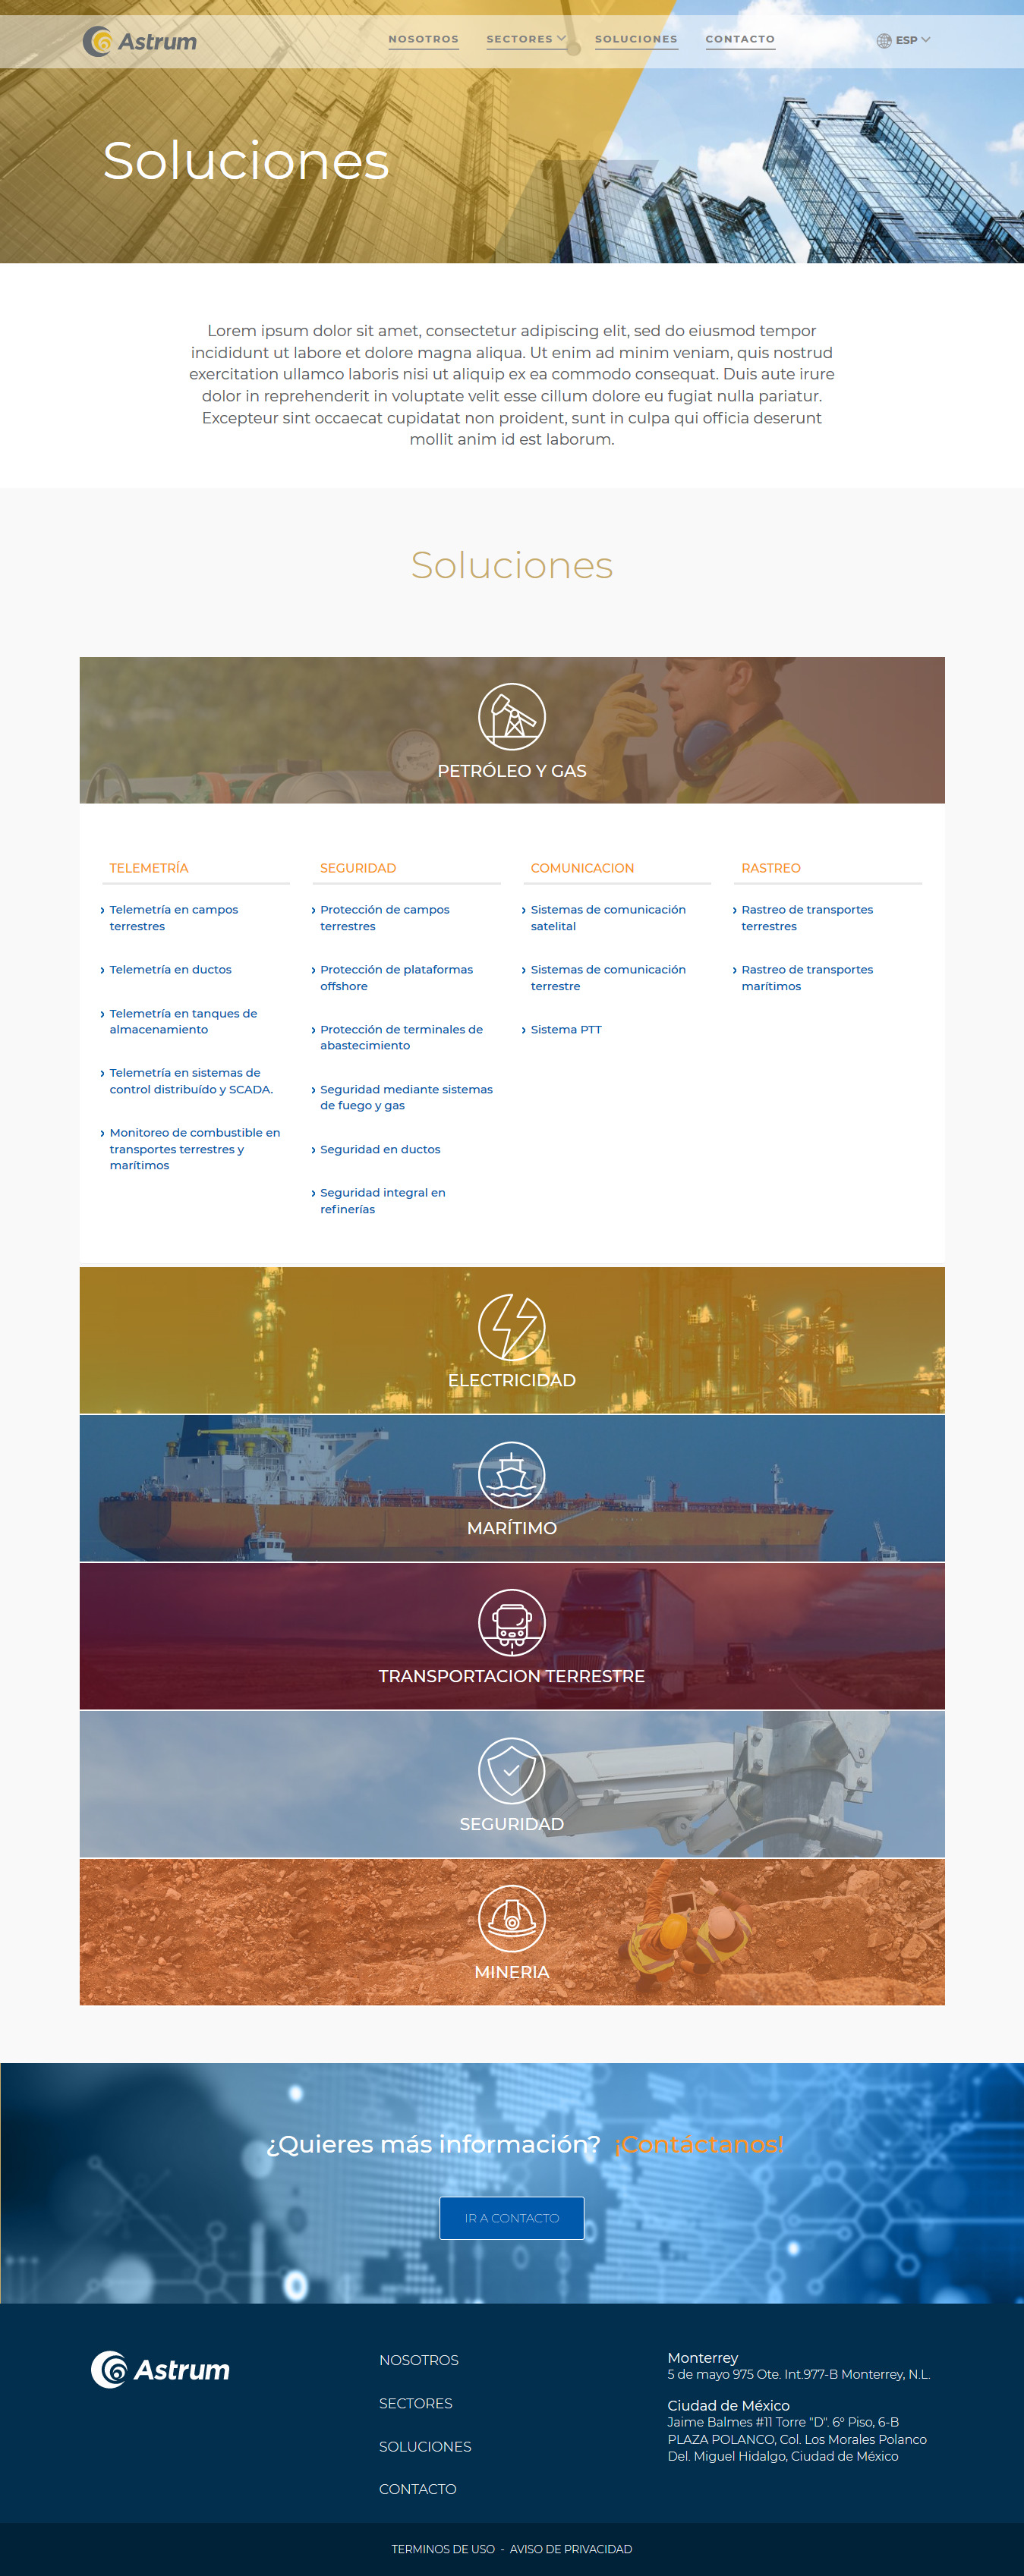 Astrum
NOSOTROS
SECTORES
SOLUCIONES
CONTACTO
ESP
Soluciones
Lorem ipsum dolor sit amet, consectetur adipiscing elit, sed do eiusmod tempor
incididunt ut labore et dolore magna aliqua. Ut enim ad minim veniam, quis nostrud
exercitation ullamco laboris nisi ut aliquip ex ea commodo consequat. Duis aute irure
dolor in reprehenderit in voluptate velit esse cillum dolore eu fugiat nulla pariatur.
Excepteur sint occaecat cupidatat non proident, sunt in culpa qui officia deserunt
mollit anim id est laborum.
Soluciones
PETRÓLEO Y GAS
TELEMETRÍA
› Telemetría en campos
terrestres
› Telemetría en ductos
› Telemetría en tanques de
almacenamiento
› Telemetría en sistemas de
control distribuído y SCADA.
› Monitoreo de combustible en
transportes terrestres y
marítimos
SEGURIDAD
› Protección de campos
terrestres
› Protección de plataformas
offshore
› Protección de terminales de
abastecimiento
› Seguridad mediante sistemas
de fuego y gas
› Seguridad en ductos
› Seguridad integral en
refinerías
COMUNICACION
› Sistemas de comunicación
satelital
› Sistemas de comunicación
terrestre
› Sistema PTT
RASTREO
› Rastreo de transportes
terrestres
› Rastreo de transportes
marítimos
ELECTRICIDAD
MARÍTIMO
TRANSPORTACION TERRESTRE
SEGURIDAD
MINERIA
¿Quieres más información? ¡Contáctanos!
IR A CONTACTO
Astrum
NOSOTROS
SECTORES
SOLUCIONES
CONTACTO
Monterrey
5 de mayo 975 Ote. Int.977-B Monterrey, N.L.
Ciudad de México
Jaime Balmes #11 Torre "D". 6º Piso, 6-B
PLAZA POLANCO, Col. Los Morales Polanco
Del. Miguel Hidalgo, Ciudad de México
TERMINOS DE USO - AVISO DE PRIVACIDAD